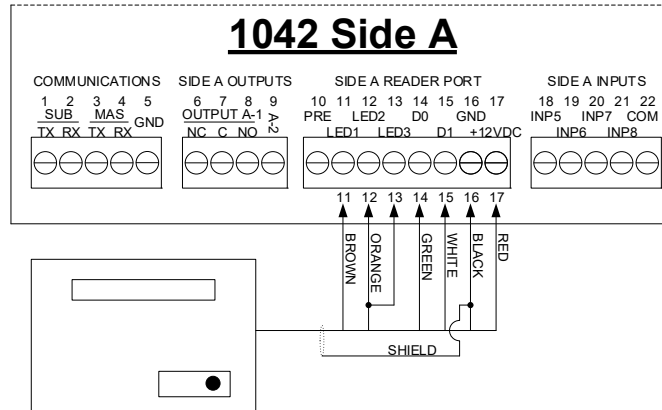 1042 Side A
COMMUNICATIONS SIDE A OUTPUTS SIDE A READER PORT SIDE A INPUTS
1 2 3 4 5 6 7 8 9 10 11 12 13 14 15 16 17 18 19 20 21 22
SUB MAS GND OUTPUT A-1 A-2 PRE LED2 D0 GND INP5 INP7 COM
TX RX TX RX NC C NO LED1 LED3 D1 +12VDC INP6 INP8
11 12 13 14 15 16 17
BROWN ORANGE GREEN WHITE BLACK RED
SHIELD